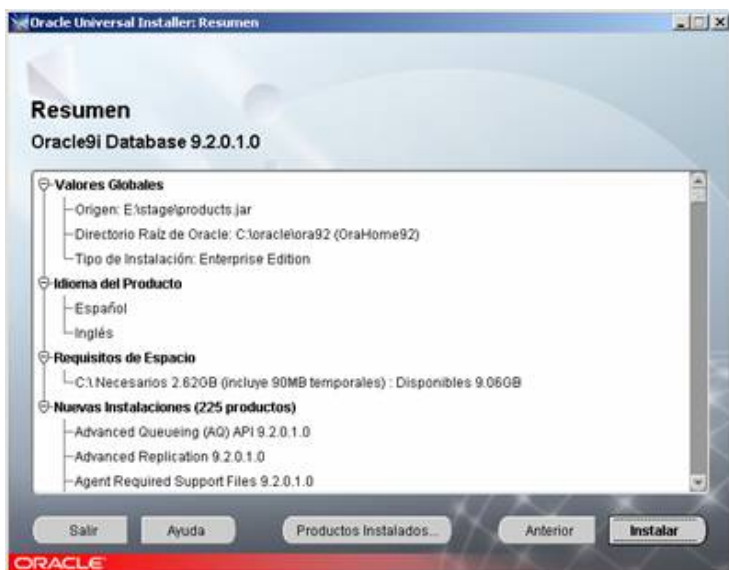 Oracle Universal Installer: Resumen
Resumen
Oracle9i Database 9.2.0.1.0
Valores Globales
Origen: E:\stage\products.jar
Directorio Raíz de Oracle: C:\oracle\ora92 (OraHome92)
Tipo de Instalación: Enterprise Edition
Idioma del Producto
Español
Inglés
Requisitos de Espacio
C:\ Necesarios 2.62GB (incluye 90MB temporales) : Disponibles 9.06GB
Nuevas Instalaciones (225 productos)
Advanced Queueing (AQ) API 9.2.0.1.0
Advanced Replication 9.2.0.1.0
Agent Required Support Files 9.2.0.1.0
Salir Ayuda Productos Instalados... Anterior Instalar
ORACLE